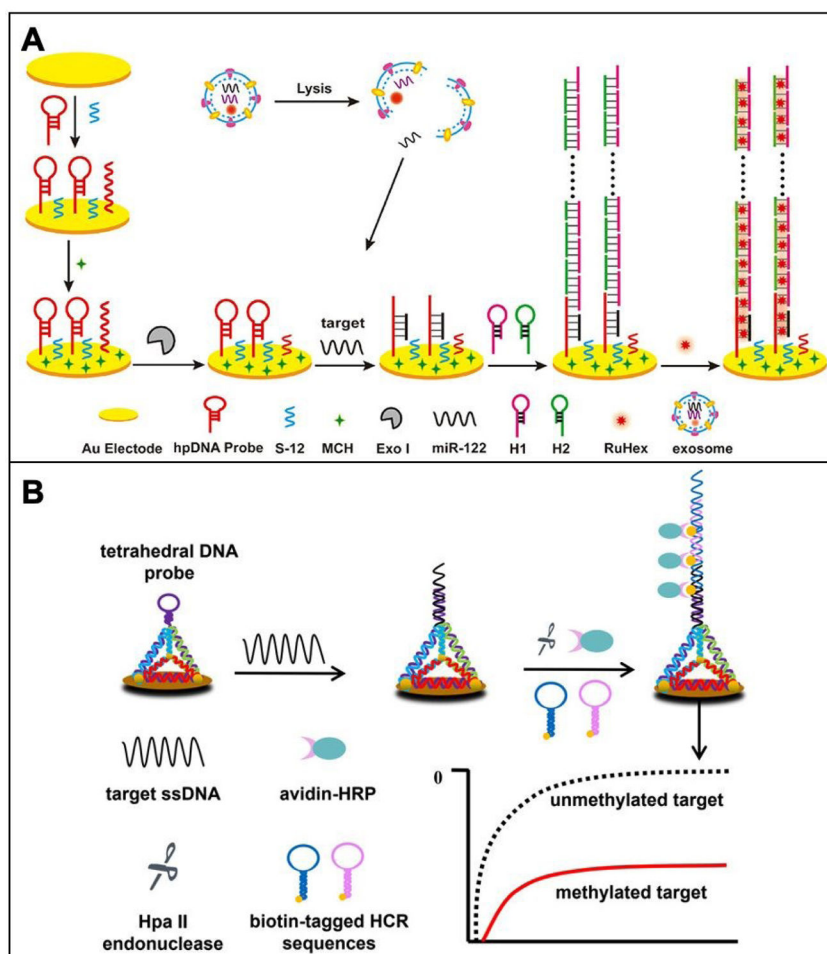 A
Lysis
target
Au Electode
hpDNA Probe
S-12
MCH
Exo I
miR-122
H1
H2
RuHex
exosome
B
tetrahedral DNA
probe
target ssDNA
avidin-HRP
Hpa II
endonuclease
biotin-tagged HCR
sequences
0
unmethylated target
methylated target